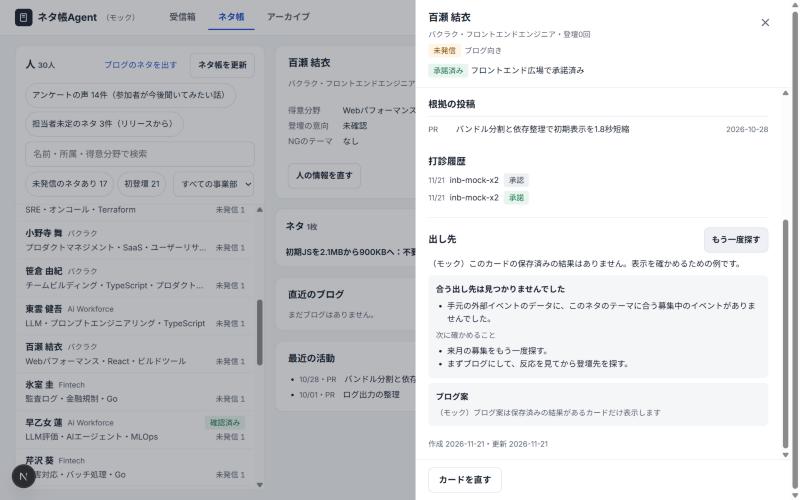 ネタ帳Agent （モック） 受信箱 ネタ帳 アーカイブ
人 30人 ブログのネタを出す ネタ帳を更新
アンケートの声 14件（参加者が今後聞いてみたい話）
担当者未定のネタ 3件（リリースから）
名前・所属・得意分野で検索
未発信のネタあり 17 初登壇 21 すべての事業部
SRE・オンコール・Terraform 未発信 1
小野寺 舞 バクラク
プロダクトマネジメント・SaaS・ユーザーリサ… 未発信 1
笹倉 由紀 バクラク
チームビルディング・TypeScript・プロダクト… 未発信 1
東雲 健吾 Ai Workforce
LLM・プロンプトエンジニアリング・TypeScript 未発信 1
百瀬 結衣 バクラク
Webパフォーマンス・React・ビルドツール 未発信 1
氷室 圭 Fintech
監査ログ・金融規制・Go 未発信 1
早乙女 蓮 Ai Workforce 確認済み
LLM評価・AIエージェント・MLOps 未発信 1
芹沢 葵 Fintech
害対応・バッチ処理・Go 未発信 1
N
百瀬 結衣
バクラク・フロントエンドエンジニア・
得意分野 Webパフォーマンス
登壇の意向 未確認
NGのテーマ なし
人の情報を直す
ネタ 1枚
初期JSを2.1MBから900KBへ：不要
直近のブログ
まだブログはありません。
最近の活動
• 10/28・PR バンドル分割と依存
• 10/01・PR ログ出力の整理
百瀬 結衣
バクラク・フロントエンドエンジニア・登壇0回
未発信 ブログ向き
承諾済み フロントエンド広場で承諾済み
根拠の投稿
PR バンドル分割と依存整理で初期表示を1.8秒短縮 2026-10-28
打診履歴
11/21 inb-mock-x2 承認
11/21 inb-mock-x2 承諾
出し先 もう一度探す
（モック）このカードの保存済みの結果はありません。表示を確かめるための例です。
合う出し先は見つかりませんでした
• 手元の外部イベントのデータに、このネタのテーマに合う募集中のイベントがありま
せんでした。
次に確かめること
• 来月の募集をもう一度探す。
• まずブログにして、反応を見てから登壇先を探す。
ブログ案
（モック）ブログ案は保存済みの結果があるカードだけ表示します
作成 2026-11-21・更新 2026-11-21
カードを直す